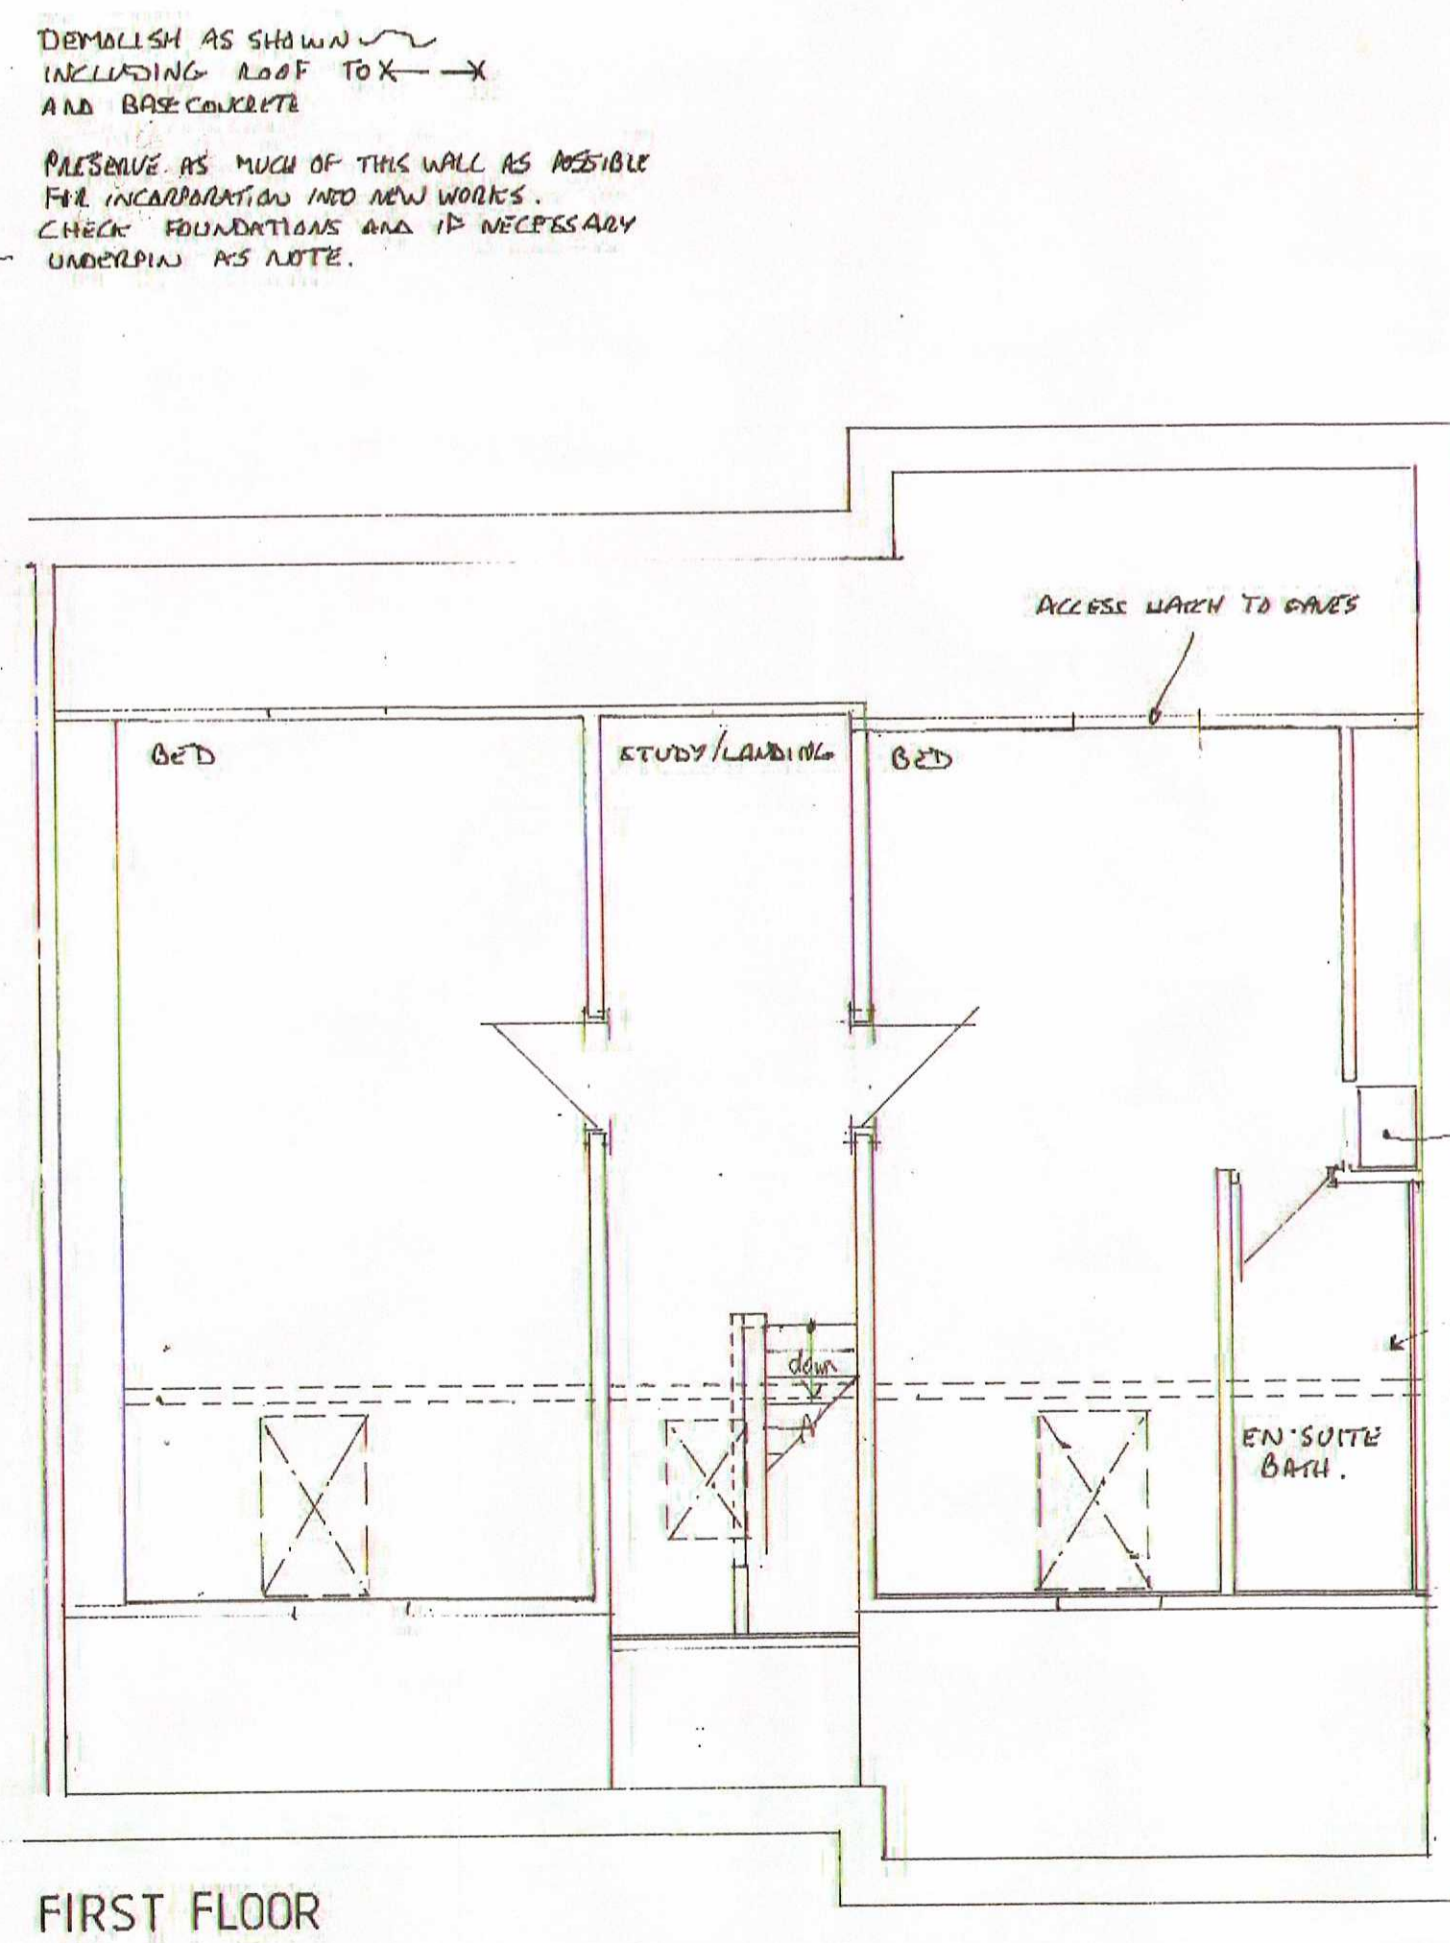 DEMOLISH AS SHOWN
INCLUDING ROOF TO X— —X
AND BASE CONCRETE
PRESERVE AS MUCH OF THIS WALL AS POSSIBLE
FOR INCORPORATION INTO NEW WORKS.
CHECK FOUNDATIONS AND IF NECESSARY
UNDERPIN AS NOTE.
ACCESS HATCH TO EAVES
BED
STUDY/LANDING
BED
down
EN·SUITE
BATH.
FIRST FLOOR